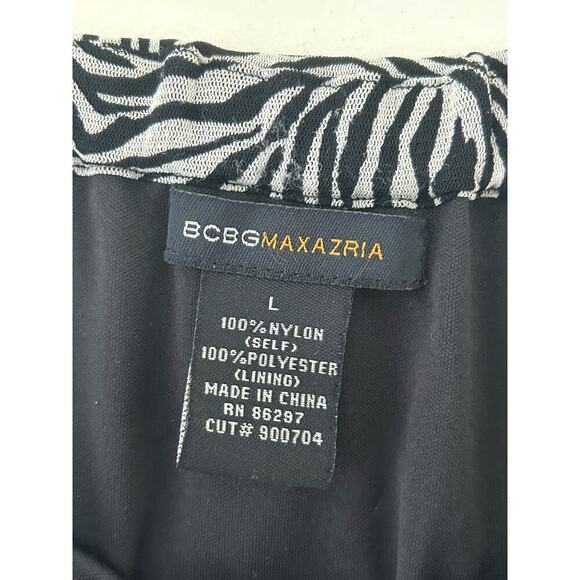 BCBGMAXAZRIA
L
100%NYLON
(SELF)
100%POLYESTER
(LINING)
MADE IN CHINA
RN 86297
CUT# 900704